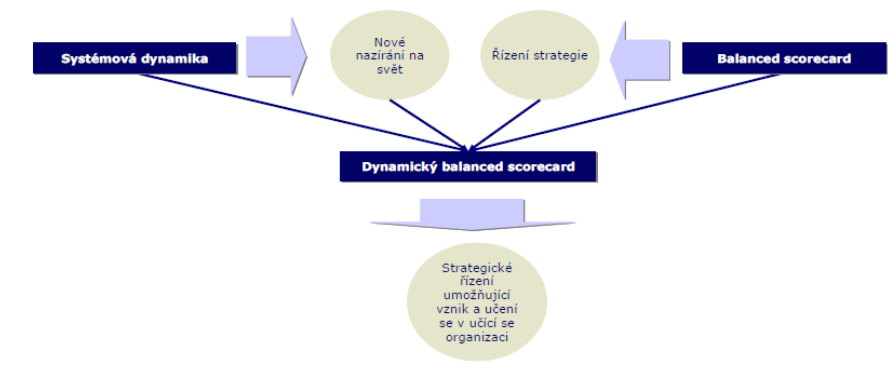 Systémová dynamika
Nové
nazírání na
svět
Řízení strategie
Balanced scorecard
Dynamický balanced scorecard
Strategické
řízení
umožňující
vznik a učení
se v učící se
organizaci